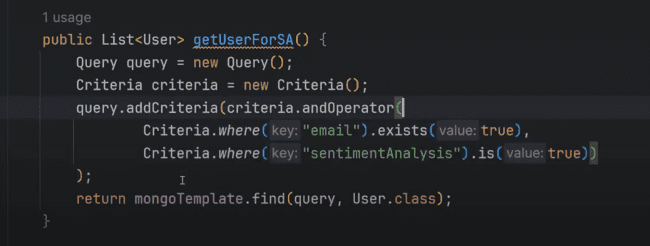 1 usage
public List<User> getUserForSA() {
Query query = new Query();
Criteria criteria = new Criteria();
query.addCriteria(criteria.andOperator(
Criteria.where( key: "email").exists( value: true),
Criteria.where( key: "sentimentAnalysis").is( value: true))
);
return mongoTemplate.find(query, User.class);
}